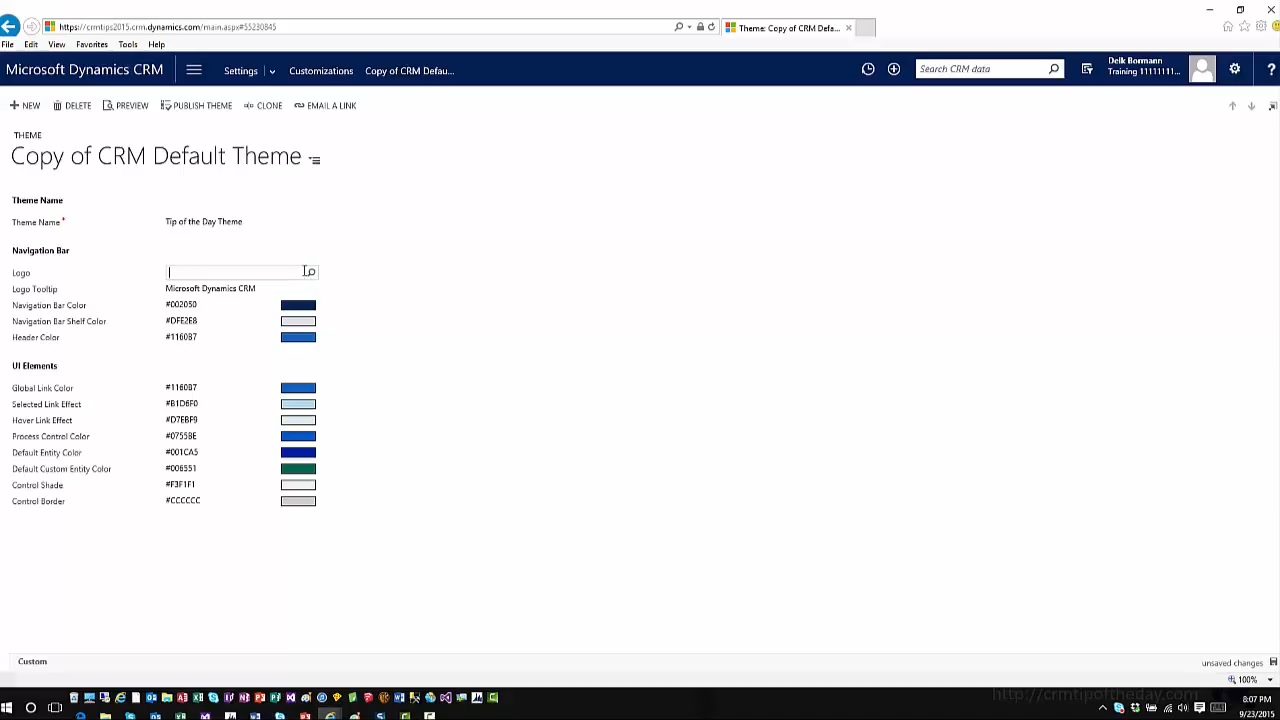 https://crmtips2015.crm.dynamics.com/main.aspx#55230845
Theme: Copy of CRM Defa...
File Edit View Favorites Tools Help
Microsoft Dynamics CRM Settings Customizations Copy of CRM Defau... Search CRM data
Delk Bormann
Training 11111111...
NEW DELETE PREVIEW PUBLISH THEME CLONE EMAIL A LINK
THEME
Copy of CRM Default Theme
Theme Name
Theme Name* Tip of the Day Theme
Navigation Bar
Logo
Logo Tooltip Microsoft Dynamics CRM
Navigation Bar Color #002050
Navigation Bar Shelf Color #DFE2E8
Header Color #1160B7
UI Elements
Global Link Color #1160B7
Selected Link Effect #B1D6F0
Hover Link Effect #D7EBF9
Process Control Color #0755BE
Default Entity Color #001CA5
Default Custom Entity Color #006551
Control Shade #F3F1F1
Control Border #CCCCCC
Custom unsaved changes
100%
http://crmtipoftheday.com
8:07 PM
9/23/2015